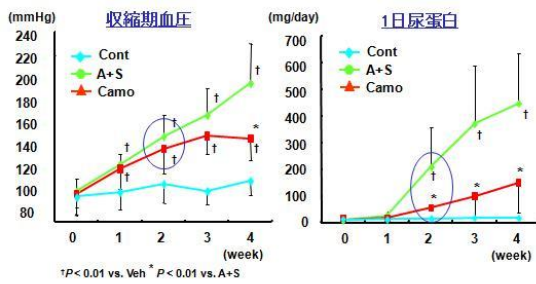 収縮期血圧
(mmHg)
240
220
200
180
160
140
120
100
80
Cont
A+S
Camo
†
†
†
†
†
†
*
†
†
†
0 1 2 3 4
(week)
†P < 0.01 vs. Veh * P < 0.01 vs. A+S
1日尿蛋白
(mg/day)
700
600
500
400
300
200
100
0
Cont
A+S
Camo
†
†
†
*
*
*
0 1 2 3 4
(week)